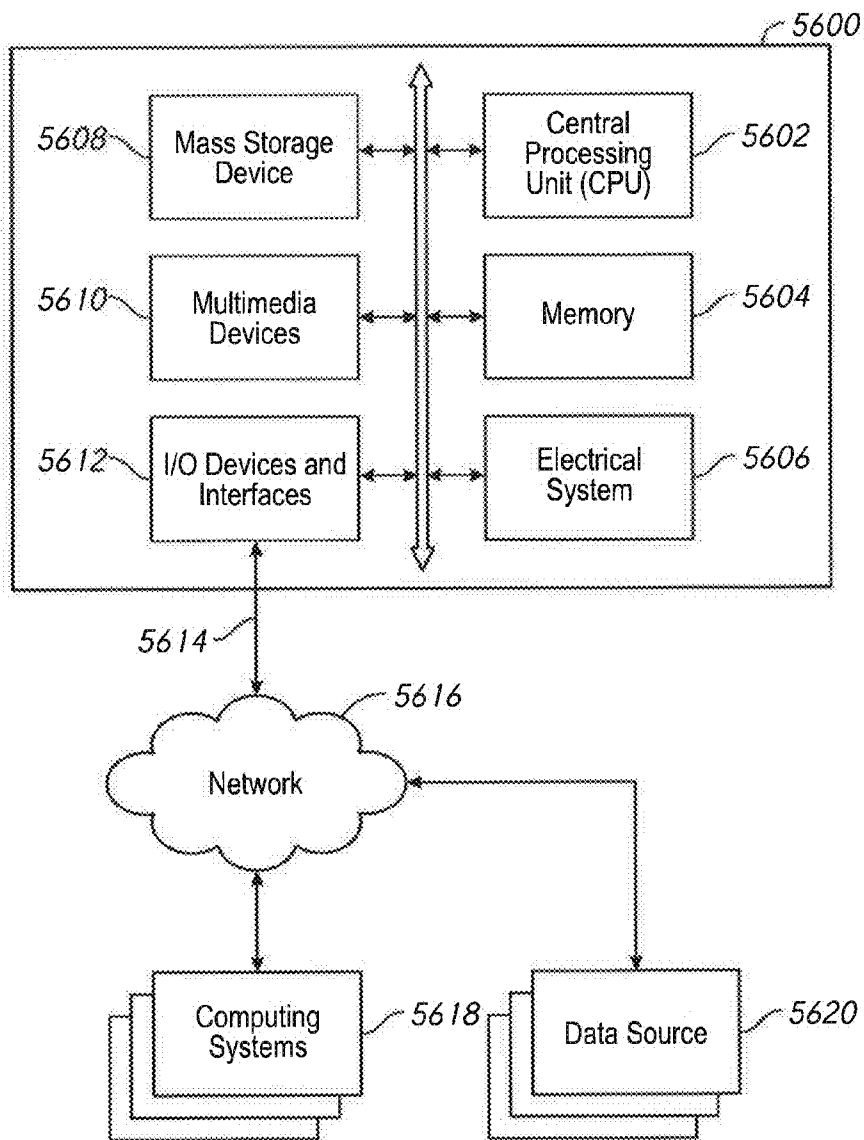 5600
5608
Mass Storage
Device
Central
Processing
Unit (CPU)
5602
5610
Multimedia
Devices
Memory
5604
5612
I/O Devices and
Interfaces
Electrical
System
5606
5614
5616
Network
Computing
Systems
5618
Data Source
5620